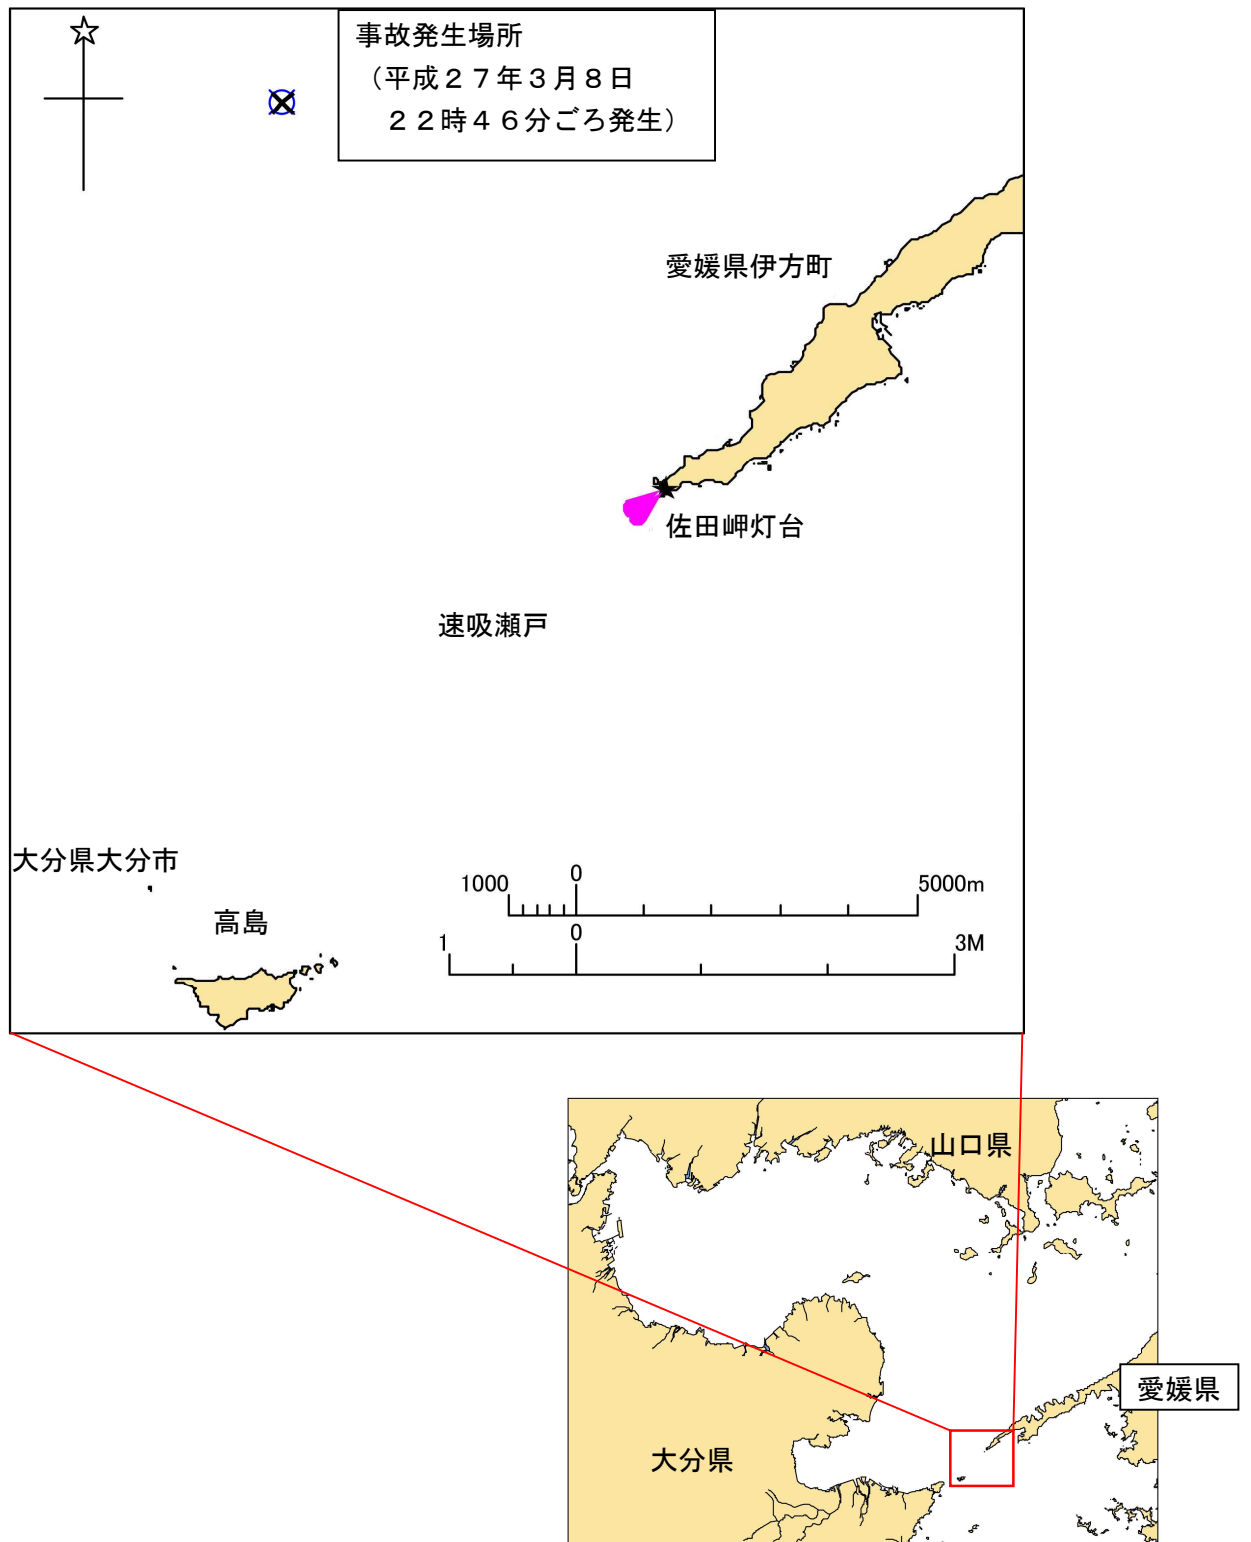 事故発生場所
（平成２７年３月８日
２２時４６分ごろ発生）
愛媛県伊方町
佐田岬灯台
速吸瀬戸
大分県大分市
高島
1000 0 5000m
1 0 3M
山口県
愛媛県
大分県